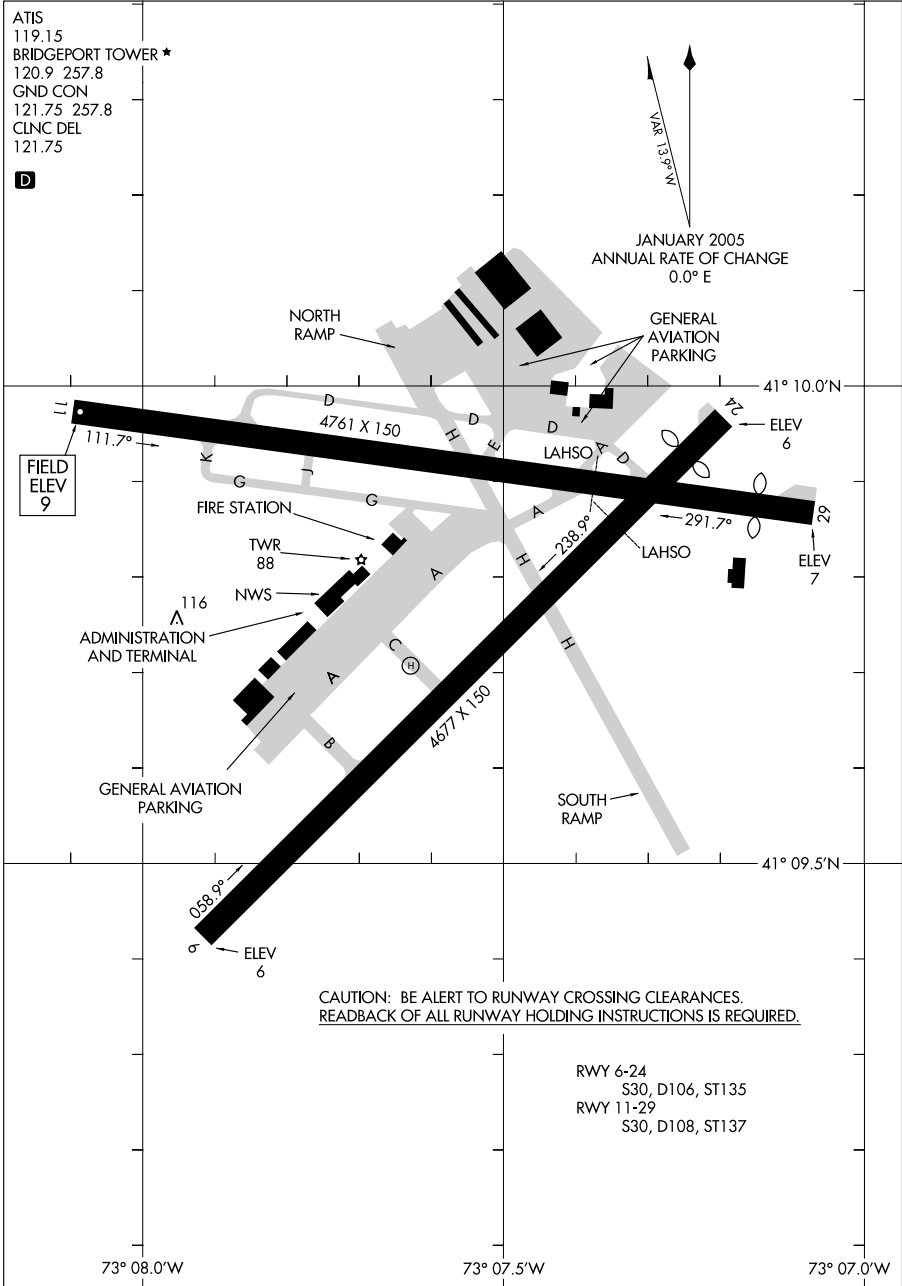 ATIS
119.15
BRIDGEPORT TOWER ★
120.9 257.8
GND CON
121.75 257.8
CLNC DEL
121.75
D
VAR 13.9° W
JANUARY 2005
ANNUAL RATE OF CHANGE
0.0° E
NORTH
RAMP
GENERAL
AVIATION
PARKING
41° 10.0'N
11
D
4761 X 150
111.7°
FIELD
ELEV
9
H
D
E
D
A
D
LAHSO
24
ELEV
6
K
G
J
G
FIRE STATION
A
238.9°
LAHSO
291.7°
29
ELEV
7
TWR
88
NWS
A
H
116
ADMINISTRATION
AND TERMINAL
C
H
H
A
4677 X 150
B
GENERAL AVIATION
PARKING
SOUTH
RAMP
41° 09.5'N
058.9°
6
ELEV
6
CAUTION: BE ALERT TO RUNWAY CROSSING CLEARANCES.
READBACK OF ALL RUNWAY HOLDING INSTRUCTIONS IS REQUIRED.
RWY 6-24
S30, D106, ST135
RWY 11-29
S30, D108, ST137
73° 08.0'W
73° 07.5'W
73° 07.0'W